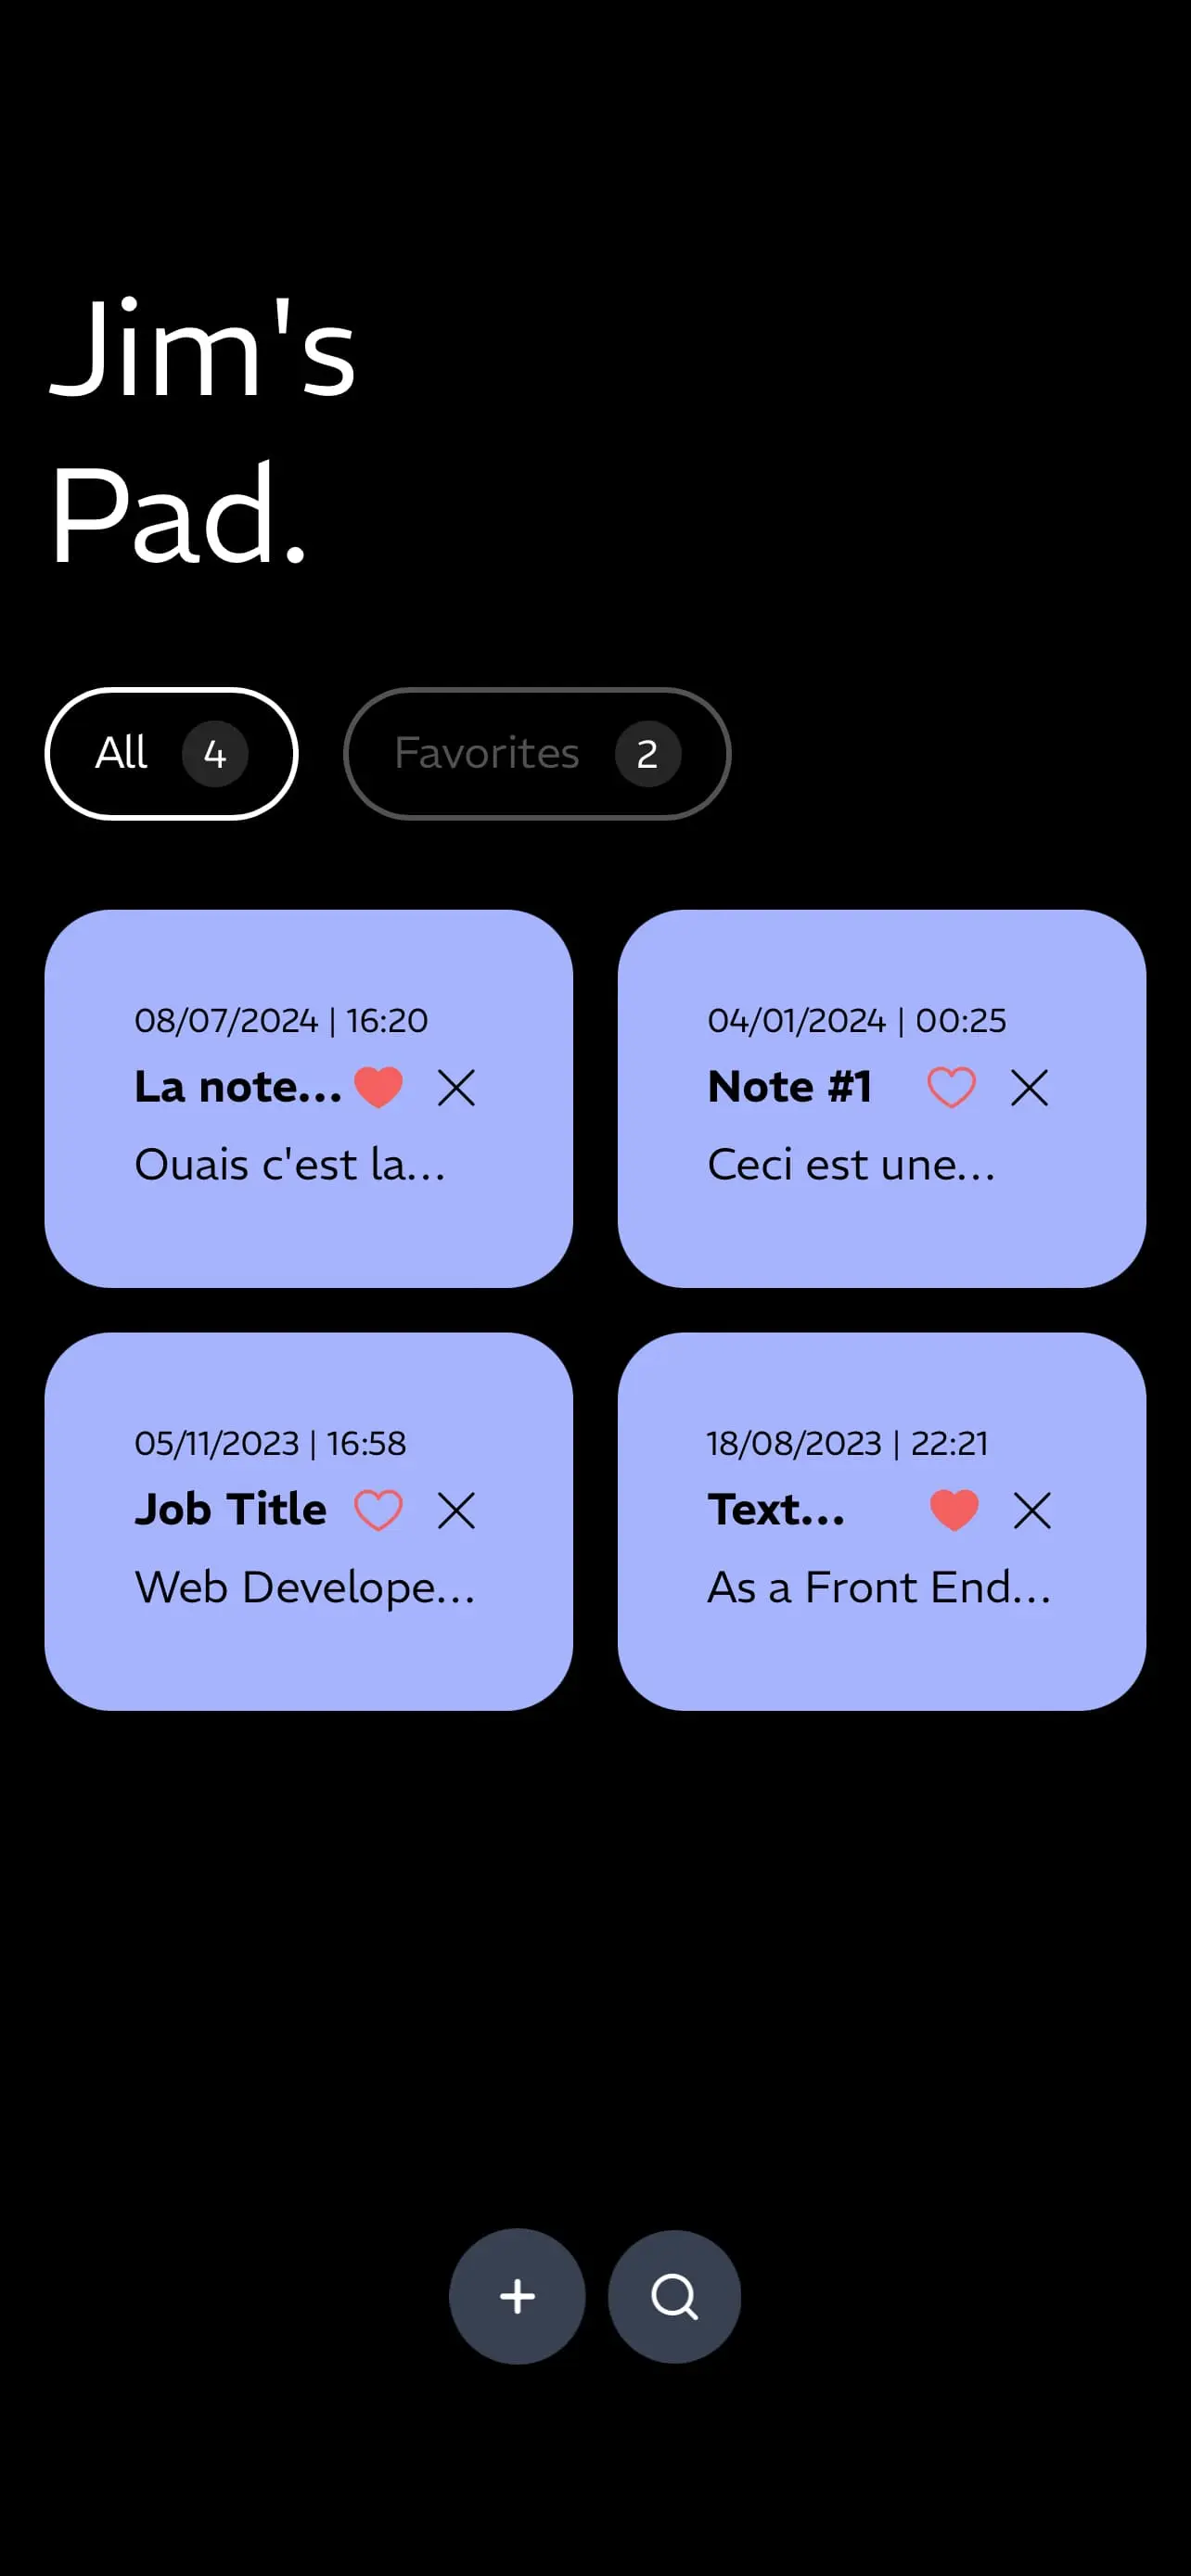 Jim's
Pad.
All 4 Favorites 2
08/07/2024 | 16:20
La note...
Ouais c'est la...
04/01/2024 | 00:25
Note #1
Ceci est une...
05/11/2023 | 16:58
Job Title
Web Develope...
18/08/2023 | 22:21
Text...
As a Front End...